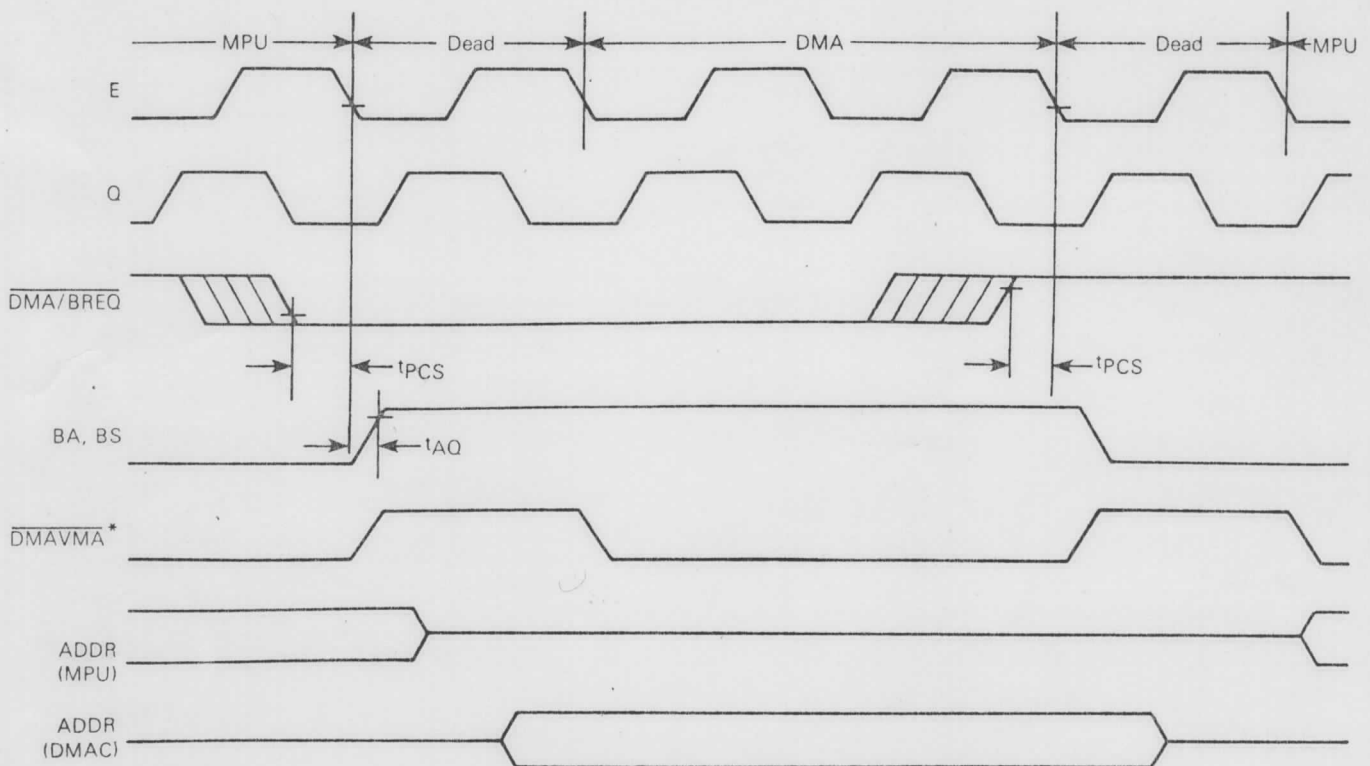 MPU Dead DMA Dead MPU
E
Q
DMA/BREQ
tPCS tPCS
BA, BS
tAQ
DMAVMA*
ADDR
(MPU)
ADDR
(DMAC)